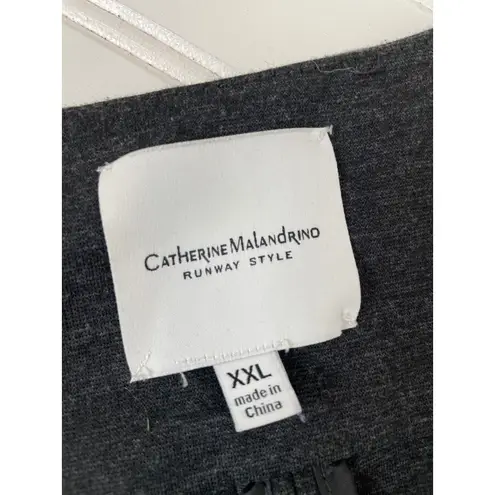 CATHERINE MALANDRINO
RUNWAY STYLE
XXL
made in
China